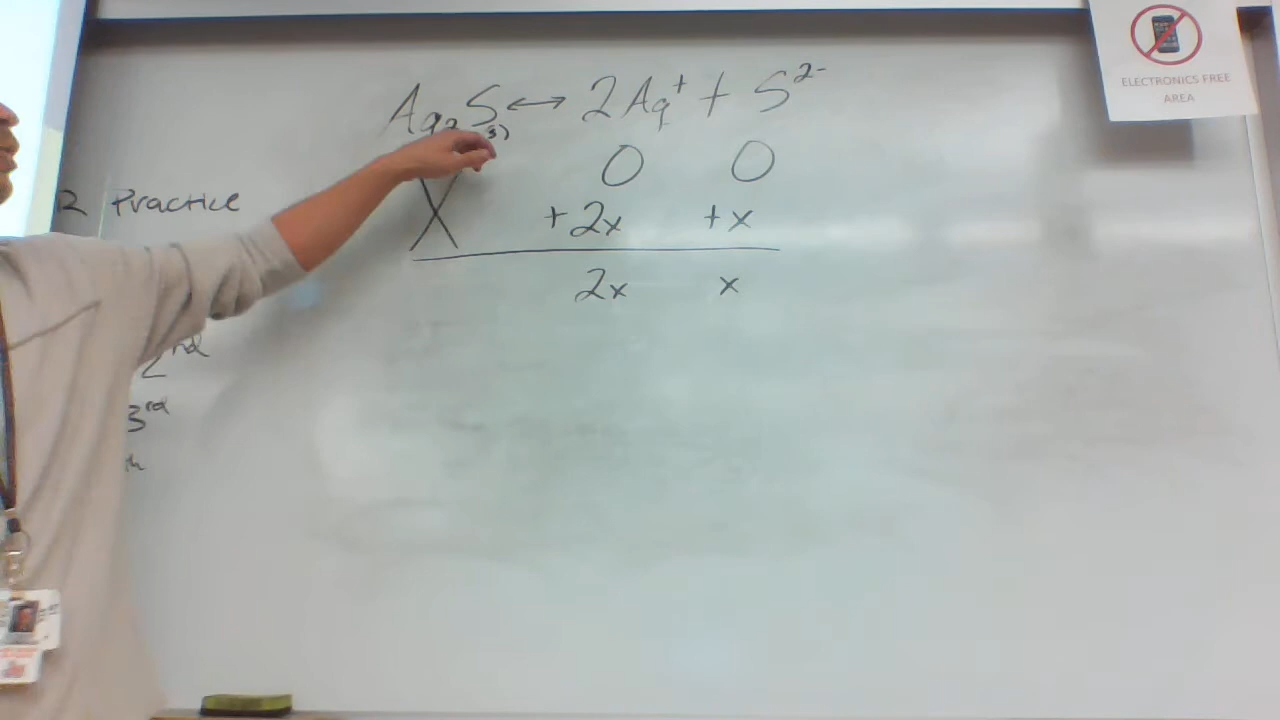 Ag₂S(s) ↔ 2Ag⁺ + S²⁻
0 0
X +2x +x
2x x
2 Practice
2nd
3rd
ELECTRONICS FREE
AREA